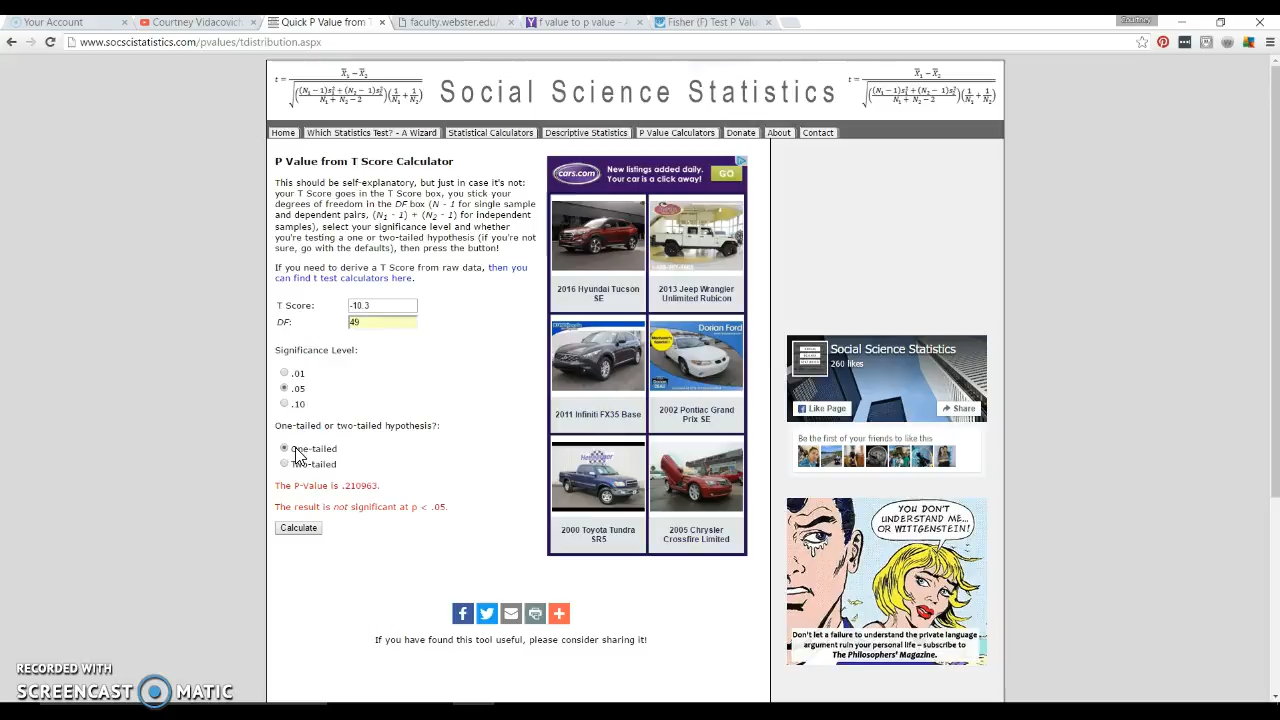 Your Account
Courtney Vidacovich
Quick P Value from T
faculty.webster.edu/
f value to p value -
Fisher (F) Test P Valu
Courtney
www.socscistatistics.com/pvalues/tdistribution.aspx
Social Science Statistics
Home
Which Statistics Test? - A Wizard
Statistical Calculators
Descriptive Statistics
P Value Calculators
Donate
About
Contact
P Value from T Score Calculator
This should be self-explanatory, but just in case it's not:
your T Score goes in the T Score box, you stick your
degrees of freedom in the DF box (N - 1 for single sample
and dependent pairs, (N1 - 1) + (N2 - 1) for independent
samples), select your significance level and whether
you're testing a one or two-tailed hypothesis (if you're not
sure, go with the defaults), then press the button!
If you need to derive a T Score from raw data, then you
can find t test calculators here.
T Score: -10.3
DF: 49
Significance Level:
.01
.05
.10
One-tailed or two-tailed hypothesis?:
One-tailed
Two-tailed
The P-Value is .210963.
The result is not significant at p < .05.
Calculate
cars.com
New listings added daily.
Your car is a click away!
GO
2016 Hyundai Tucson
SE
2013 Jeep Wrangler
Unlimited Rubicon
Dorian Ford
2011 Infiniti FX35 Base
2002 Pontiac Grand
Prix SE
2000 Toyota Tundra
SR5
2005 Chrysler
Crossfire Limited
Social Science Statistics
260 likes
Like Page
Share
Be the first of your friends to like this
YOU DON'T
UNDERSTAND ME...
OR WITTGENSTEIN!
Don't let a failure to understand the private language
argument ruin your personal life – subscribe to
The Philosophers' Magazine.
If you have found this tool useful, please consider sharing it!
RECORDED WITH
SCREENCAST MATIC